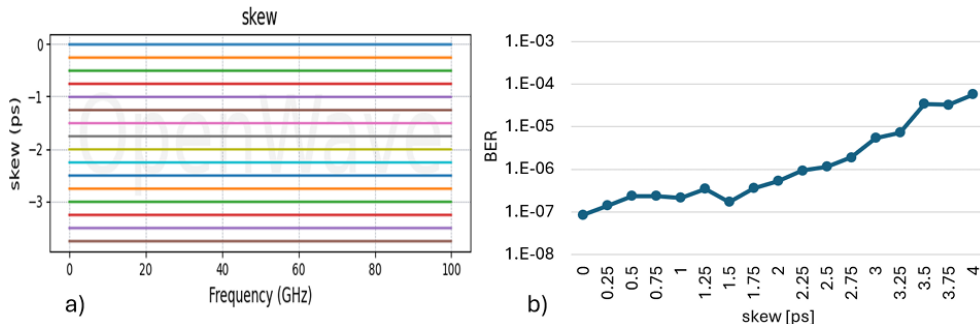 skew
0
−1
−2
−3
skew (ps)
OpenWave
0 20 40 60 80 100
Frequency (GHz)
a)
1.E-03
1.E-04
1.E-05
1.E-06
1.E-07
1.E-08
BER
0 0.25 0.5 0.75 1 1.25 1.5 1.75 2 2.25 2.5 2.75 3 3.25 3.5 3.75 4
skew [ps]
b)